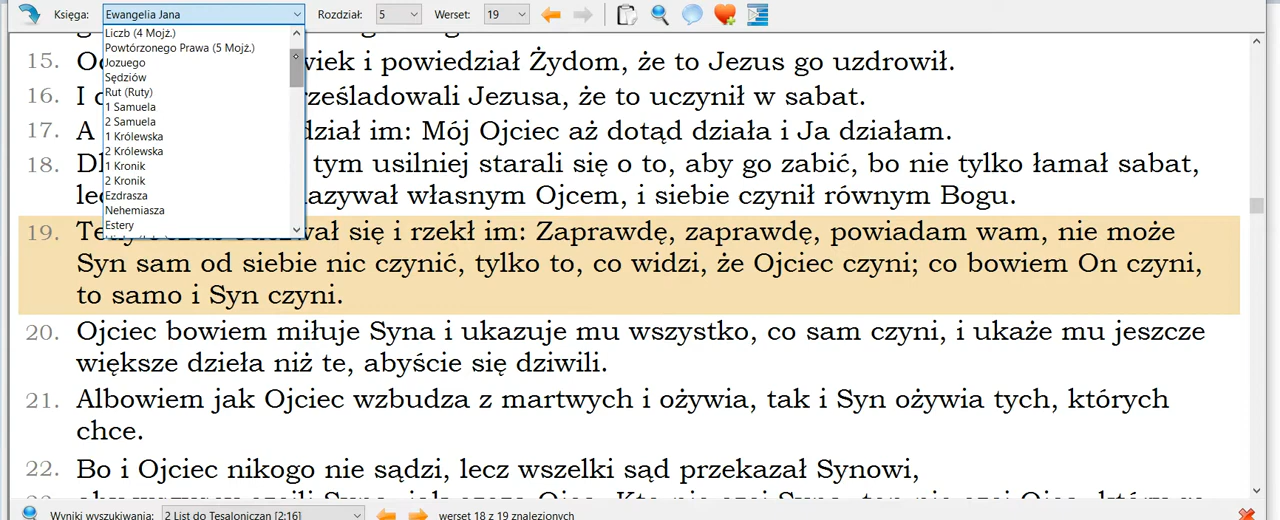 Księga: Ewangelia Jana Rozdział: 5 Werset: 19
Liczb (4 Mojż.)
Powtórzonego Prawa (5 Mojż.)
Jozuego
Sędziów
Rut (Ruty)
1 Samuela
2 Samuela
1 Królewska
2 Królewska
1 Kronik
2 Kronik
Ezdrasza
Nehemiasza
Estery
15. i powiedział Żydom, że to Jezus go uzdrowił.
16. I Jezusa, że to uczynił w sabat.
17. A im: Mój Ojciec aż dotąd działa i Ja działam.
18. tym usilniej starali się o to, aby go zabić, bo nie tylko łamał sabat,
własnym Ojcem, i siebie czynił równym Bogu.
19. się i rzekł im: Zaprawdę, zaprawdę, powiadam wam, nie może
Syn sam od siebie nic czynić, tylko to, co widzi, że Ojciec czyni; co bowiem On czyni,
to samo i Syn czyni.
20. Ojciec bowiem miłuje Syna i ukazuje mu wszystko, co sam czyni, i ukaże mu jeszcze
większe dzieła niż te, abyście się dziwili.
21. Albowiem jak Ojciec wzbudza z martwych i ożywia, tak i Syn ożywia tych, których
chce.
22. Bo i Ojciec nikogo nie sądzi, lecz wszelki sąd przekazał Synowi,
Wyniki wyszukiwania: 2 List do Tesaloniczan [2:16] werset 18 z 19 znalezionych